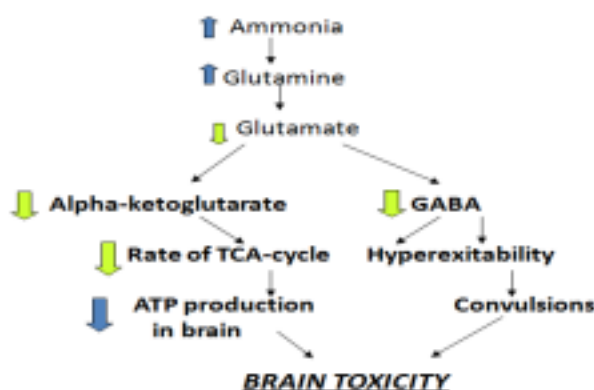 Ammonia
Glutamine
Glutamate
Alpha-ketoglutarate GABA
Rate of TCA-cycle Hyperexitability
ATP production Convulsions
in brain
BRAIN TOXICITY